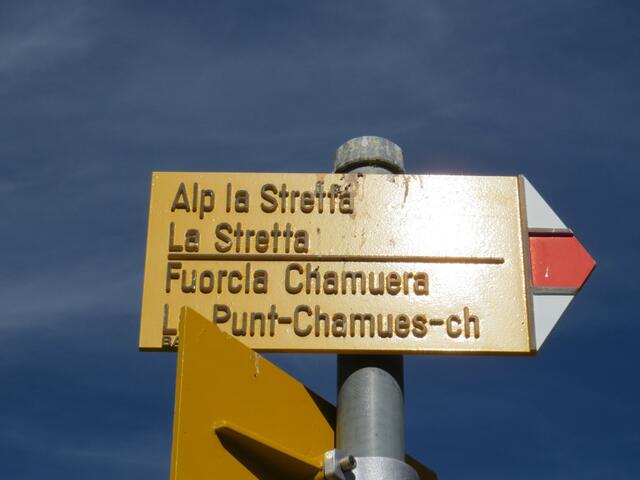 Alp la Stretta
La Stretta
Fuorcla Chamuera
Punt-Chamues-ch